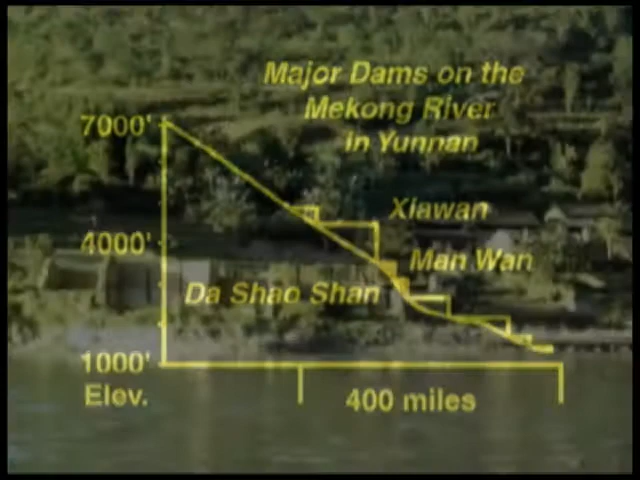 Major Dams on the
Mekong River
in Yunnan
7000'
Xiawan
4000'
Man Wan
Da Shao Shan
1000'
Elev.
400 miles